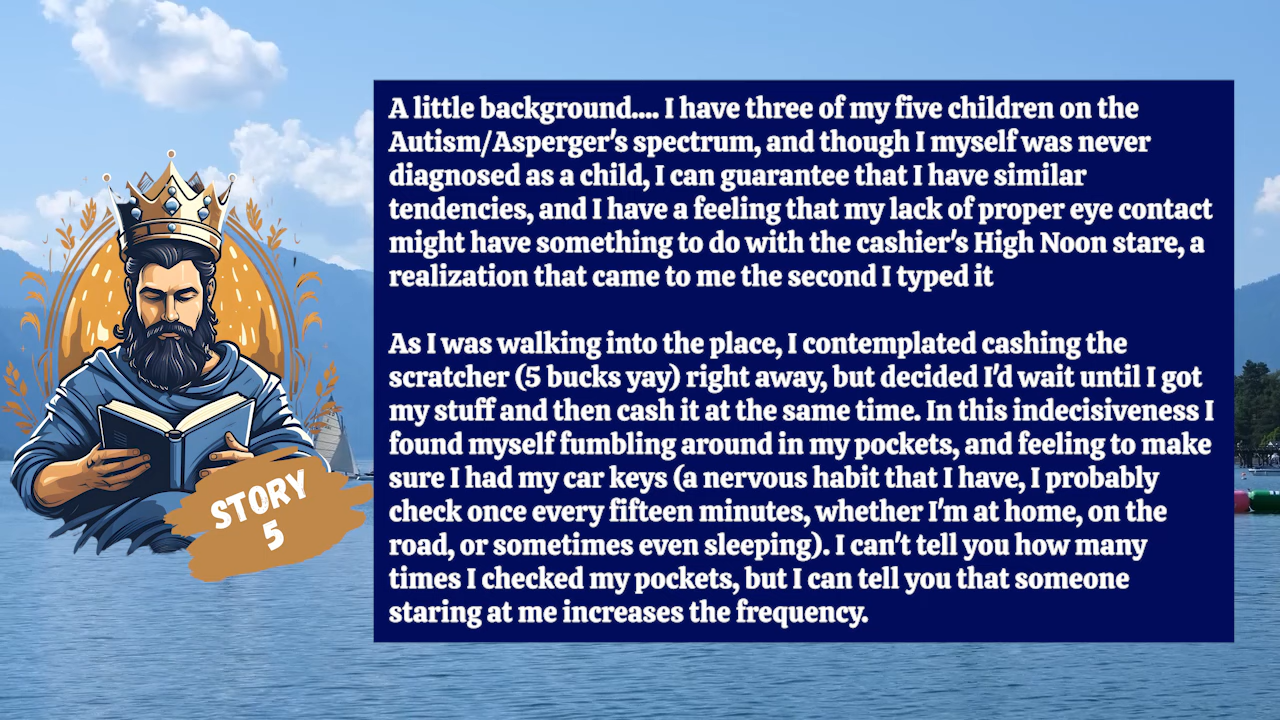 A little background.... I have three of my five children on the
Autism/Asperger's spectrum, and though I myself was never
diagnosed as a child, I can guarantee that I have similar
tendencies, and I have a feeling that my lack of proper eye contact
might have something to do with the cashier's High Noon stare, a
realization that came to me the second I typed it
As I was walking into the place, I contemplated cashing the
scratcher (5 bucks yay) right away, but decided I'd wait until I got
my stuff and then cash it at the same time. In this indecisiveness I
found myself fumbling around in my pockets, and feeling to make
sure I had my car keys (a nervous habit that I have, I probably
check once every fifteen minutes, whether I'm at home, on the
road, or sometimes even sleeping). I can't tell you how many
times I checked my pockets, but I can tell you that someone
staring at me increases the frequency.
STORY
5